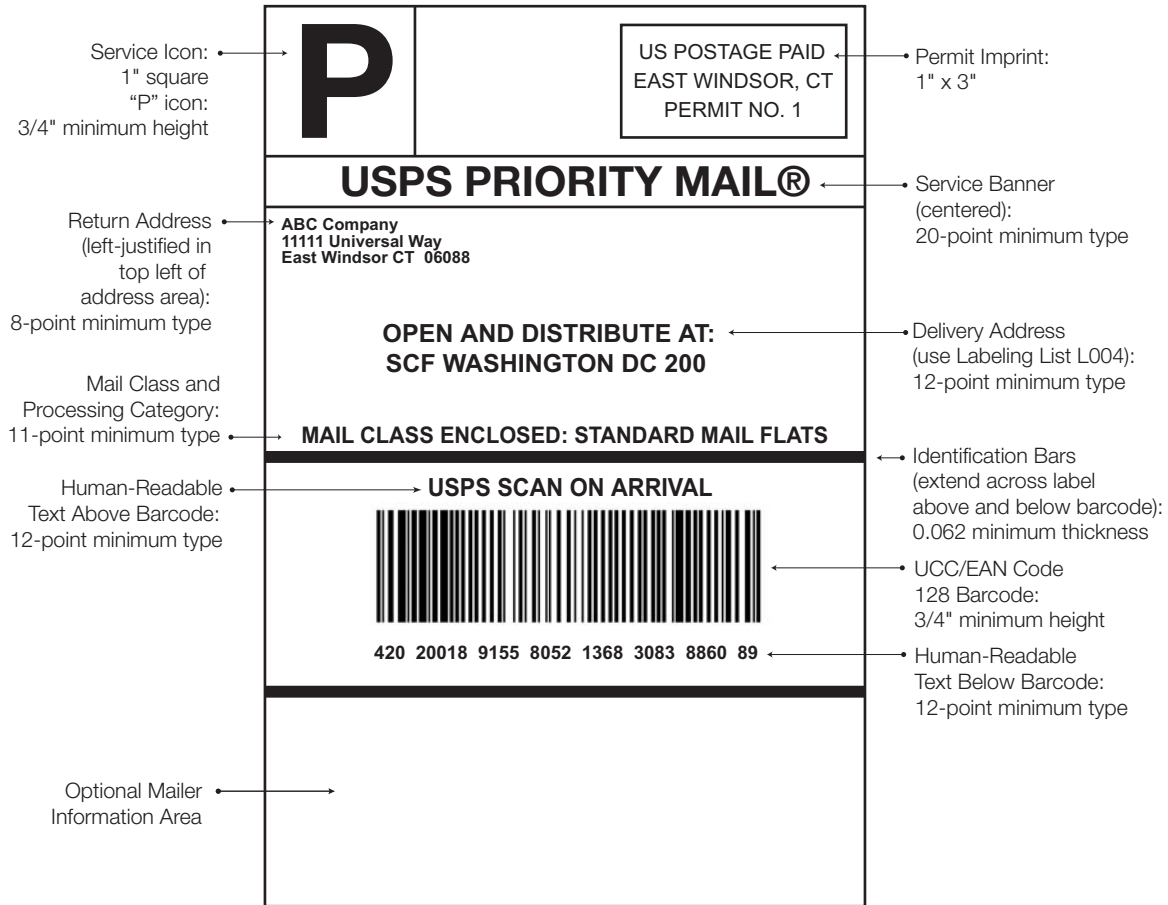 Service Icon:
1" square
“P” icon:
3/4" minimum height
P
US POSTAGE PAID
EAST WINDSOR, CT
PERMIT NO. 1
Permit Imprint:
1" x 3"
USPS PRIORITY MAIL®
Service Banner
(centered):
20-point minimum type
Return Address
(left-justified in
top left of
address area):
8-point minimum type
ABC Company
11111 Universal Way
East Windsor CT  06088
OPEN AND DISTRIBUTE AT:
SCF WASHINGTON DC 200
Delivery Address
(use Labeling List L004):
12-point minimum type
Mail Class and
Processing Category:
11-point minimum type
MAIL CLASS ENCLOSED: STANDARD MAIL FLATS
Identification Bars
(extend across label
above and below barcode):
0.062 minimum thickness
Human-Readable
Text Above Barcode:
12-point minimum type
USPS SCAN ON ARRIVAL
UCC/EAN Code
128 Barcode:
3/4" minimum height
420 20018 9155 8052 1368 3083 8860 89
Human-Readable
Text Below Barcode:
12-point minimum type
Optional Mailer
Information Area